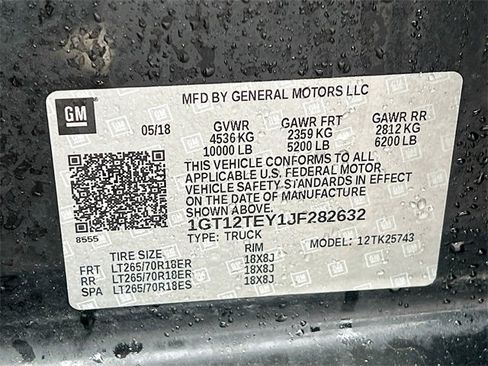 GM
MFD BY GENERAL MOTORS LLC
05/18 GVWR GAWR FRT GAWR RR
4536 KG 2359 KG 2812 KG
10000 LB 5200 LB 6200 LB
THIS VEHICLE CONFORMS TO ALL
APPLICABLE U.S. FEDERAL MOTOR
VEHICLE SAFETY STANDARDS IN EFFECT
ON THE DATE OF MANUFACTURE
SHOWN ABOVE.
1GT12TEY1JF282632
8555 TYPE: TRUCK MODEL: 12TK25743
TIRE SIZE RIM
FRT LT265/70R18ER 18X8J
RR LT265/70R18ER 18X8J
SPA LT265/70R18ES 18X8J